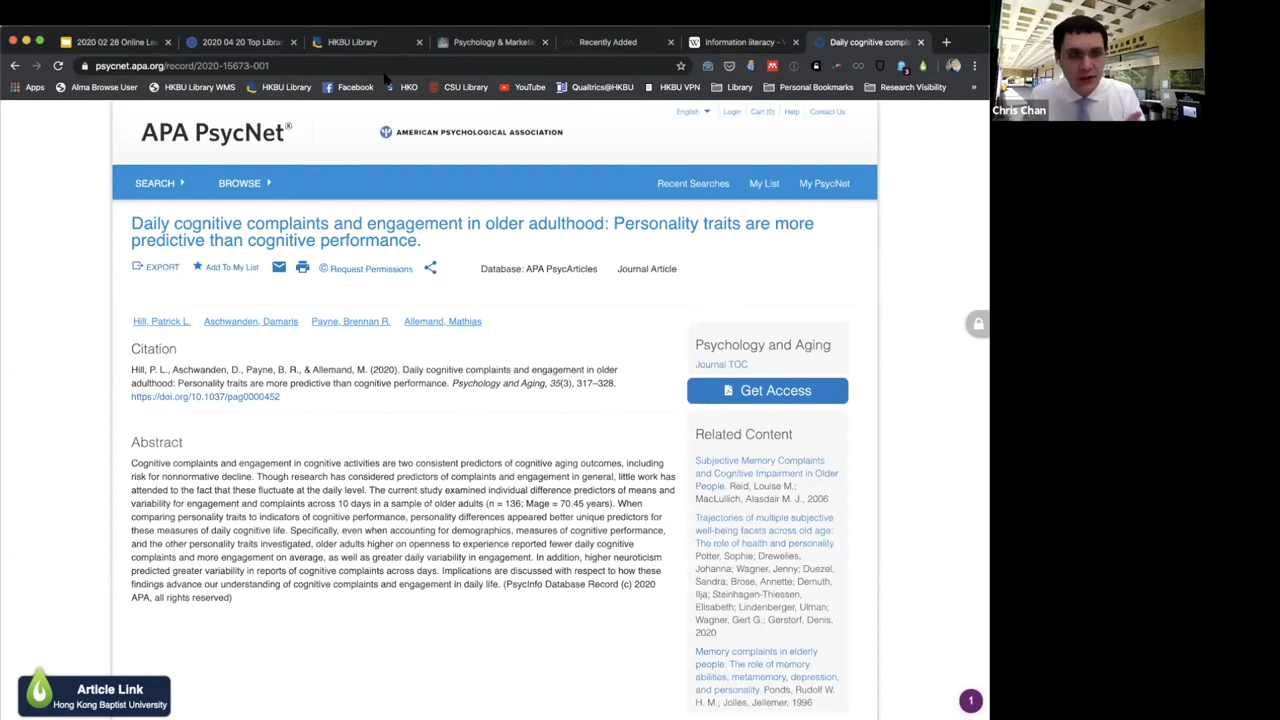 2020 02 28 Online Le
2020 04 20 Top Librar
HKBU Library
Psychology & Marketi
Recently Added
Information literacy -
Daily cognitive compla
psycnet.apa.org/record/2020-15673-001
Apps
Alma Browse User
HKBU Library WMS
HKBU Library
Facebook
HKO
CSU Library
YouTube
Qualtrics@HKBU
HKBU VPN
Library
Personal Bookmarks
Research Visibility
»
Chris Chan
English
Login
Cart (0)
Help
Contact Us
APA PsycNet®
AMERICAN PSYCHOLOGICAL ASSOCIATION
SEARCH
BROWSE
Recent Searches
My List
My PsycNet
Daily cognitive complaints and engagement in older adulthood: Personality traits are more
predictive than cognitive performance.
EXPORT
Add To My List
© Request Permissions
Database: APA PsycArticles
Journal Article
Hill, Patrick L.
Aschwanden, Damaris
Payne, Brennan R.
Allemand, Mathias
Citation
Hill, P. L., Aschwanden, D., Payne, B. R., & Allemand, M. (2020). Daily cognitive complaints and engagement in older
adulthood: Personality traits are more predictive than cognitive performance. Psychology and Aging, 35(3), 317–328.
https://doi.org/10.1037/pag0000452
Abstract
Cognitive complaints and engagement in cognitive activities are two consistent predictors of cognitive aging outcomes, including
risk for nonnormative decline. Though research has considered predictors of complaints and engagement in general, little work has
attended to the fact that these fluctuate at the daily level. The current study examined individual difference predictors of means and
variability for engagement and complaints across 10 days in a sample of older adults (n = 136; Mage = 70.45 years). When
comparing personality traits to indicators of cognitive performance, personality differences appeared better unique predictors for
these measures of daily cognitive life. Specifically, even when accounting for demographics, measures of cognitive performance,
and the other personality traits investigated, older adults higher on openness to experience reported fewer daily cognitive
complaints and more engagement on average, as well as greater daily variability in engagement. In addition, higher neuroticism
predicted greater variability in reports of cognitive complaints across days. Implications are discussed with respect to how these
findings advance our understanding of cognitive complaints and engagement in daily life. (PsycInfo Database Record (c) 2020
APA, all rights reserved)
Psychology and Aging
Journal TOC
Get Access
Related Content
Subjective Memory Complaints
and Cognitive Impairment in Older
People. Reid, Louise M.;
MacLullich, Alasdair M. J., 2006
Trajectories of multiple subjective
well-being facets across old age:
The role of health and personality.
Potter, Sophie; Drewelies,
Johanna; Wagner, Jenny; Duezel,
Sandra; Brose, Annette; Demuth,
Ilja; Steinhagen-Thiessen,
Elisabeth; Lindenberger, Ulman;
Wagner, Gert G.; Gerstorf, Denis,
2020
Memory complaints in elderly
people: The role of memory
abilities, metamemory, depression,
and personality. Ponds, Rudolf W.
H. M.; Jolles, Jellemer, 1996
Article Link
Hong Kong Baptist University
1